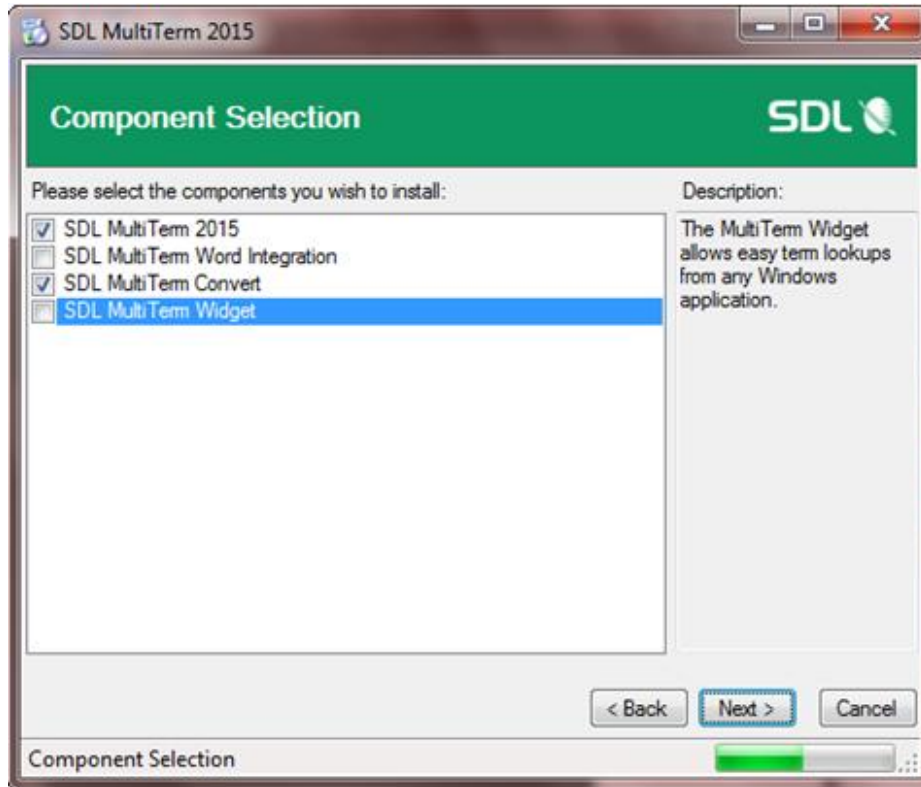 SDL MultiTerm 2015
Component Selection
SDL
Please select the components you wish to install:
Description:
SDL MultiTerm 2015
SDL MultiTerm Word Integration
SDL MultiTerm Convert
SDL MultiTerm Widget
The MultiTerm Widget
allows easy term lookups
from any Windows
application.
< Back
Next >
Cancel
Component Selection